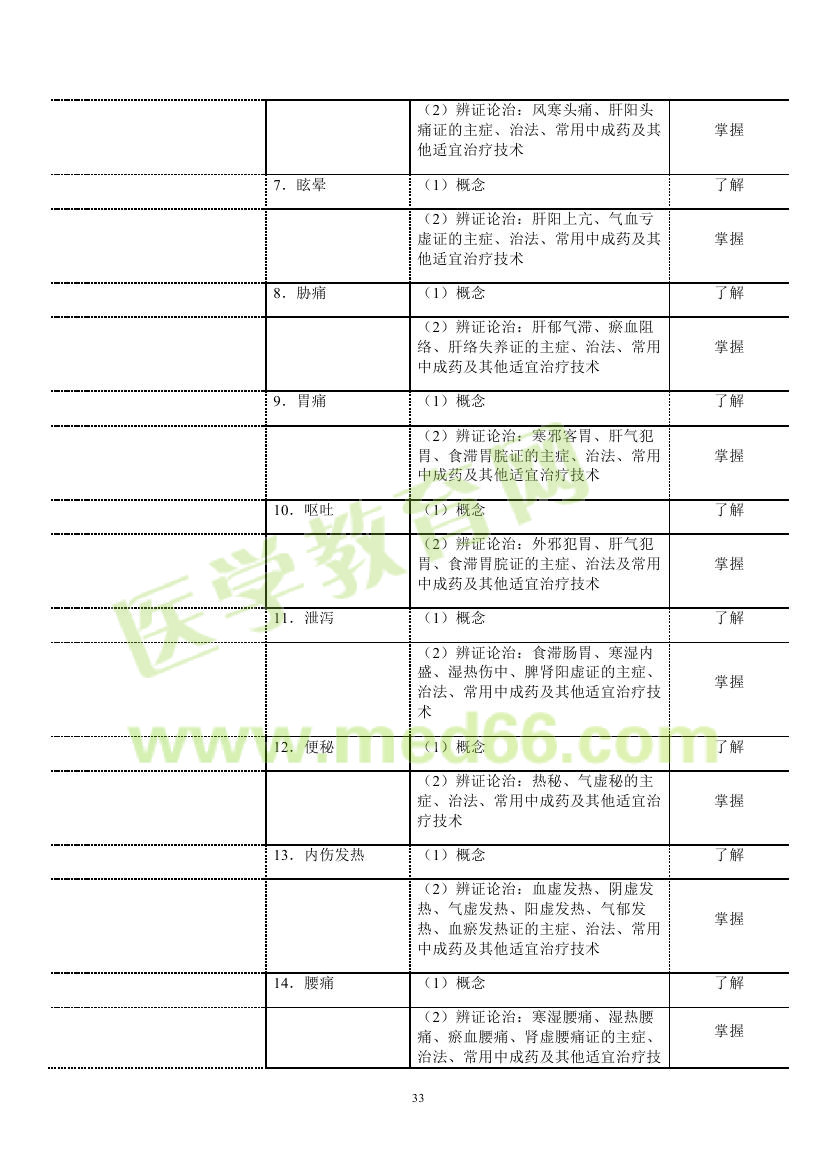 （2）辨证论治：风寒头痛、肝阳头
痛证的主症、治法、常用中成药及其
他适宜治疗技术
掌握
7．眩晕
（1）概念
了解
（2）辨证论治：肝阳上亢、气血亏
虚证的主症、治法、常用中成药及其
他适宜治疗技术
掌握
8．胁痛
（1）概念
了解
（2）辨证论治：肝郁气滞、瘀血阻
络、肝络失养证的主症、治法、常用
中成药及其他适宜治疗技术
掌握
9．胃痛
（1）概念
了解
（2）辨证论治：寒邪客胃、肝气犯
胃、食滞胃脘证的主症、治法、常用
中成药及其他适宜治疗技术
掌握
10．呕吐
（1）概念
了解
（2）辨证论治：外邪犯胃、肝气犯
胃、食滞胃脘证的主症、治法及常用
中成药及其他适宜治疗技术
掌握
11．泄泻
（1）概念
了解
（2）辨证论治：食滞肠胃、寒湿内
盛、湿热伤中、脾肾阳虚证的主症、
治法、常用中成药及其他适宜治疗技
术
掌握
12．便秘
（1）概念
了解
（2）辨证论治：热秘、气虚秘的主
症、治法、常用中成药及其他适宜治
疗技术
掌握
13．内伤发热
（1）概念
了解
（2）辨证论治：血虚发热、阴虚发
热、气虚发热、阳虚发热、气郁发
热、血瘀发热证的主症、治法、常用
中成药及其他适宜治疗技术
掌握
14．腰痛
（1）概念
了解
（2）辨证论治：寒湿腰痛、湿热腰
痛、瘀血腰痛、肾虚腰痛证的主症、
治法、常用中成药及其他适宜治疗技
掌握
医学教育网
www.med66.com
33